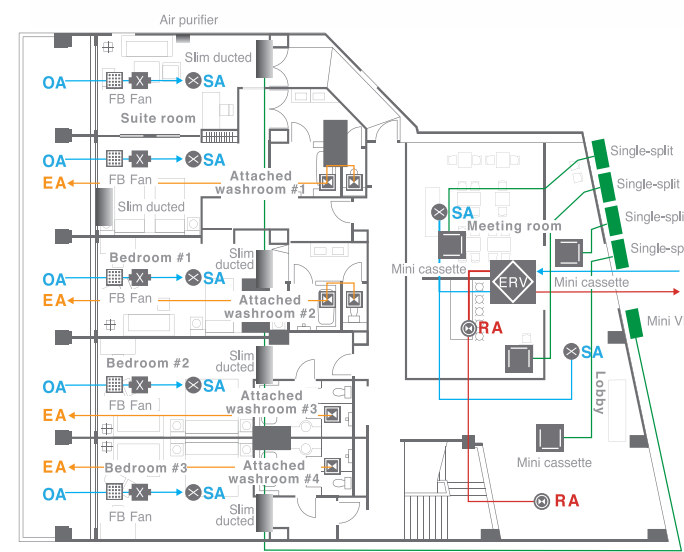 Air purifier
Slim ducted
OA
SA
FB Fan
Suite room
Single-split
OA
SA
FB Fan
Attached
washroom #1
EA
Single-split
Slim ducted
SA
Meeting room
Single-sp
Single-sp
Bedroom #1
Slim
ducted
Mini cassette
OA
SA
ERV
Mini cassette
FB Fan
EA
Attached
washroom #2
Mini V
RA
Bedroom #2
Slim
ducted
SA
OA
SA
Lobby
FB Fan
Attached
washroom #3
EA
EA
Bedroom #3
Attached
washroom #4
Mini cassette
OA
SA
RA
FB Fan
Slim
ducted